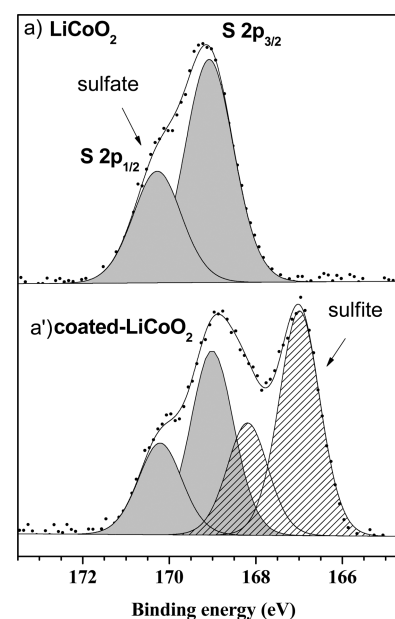 a) LiCoO₂
S 2p₃/₂
sulfate
S 2p₁/₂
a') coated-LiCoO₂
sulfite
172 170 168 166
Binding energy (eV)